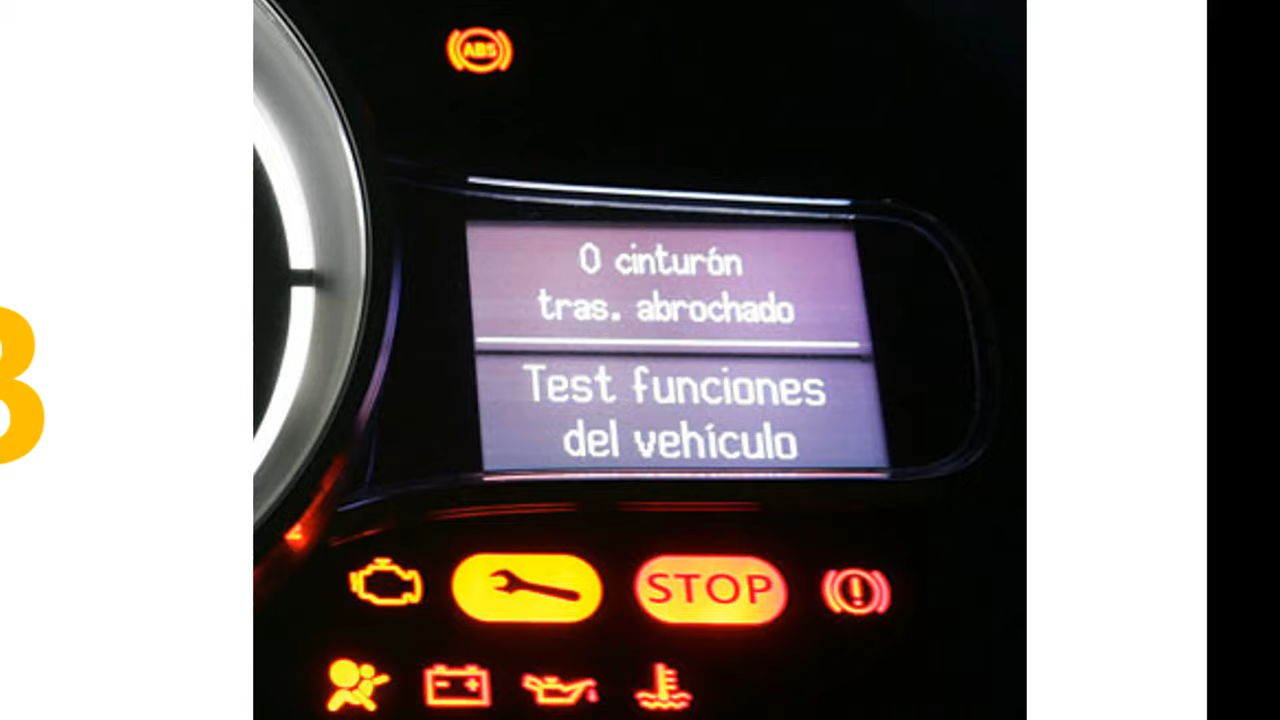 ABS
0 cinturón
tras. abrochado
Test funciones
del vehículo
STOP